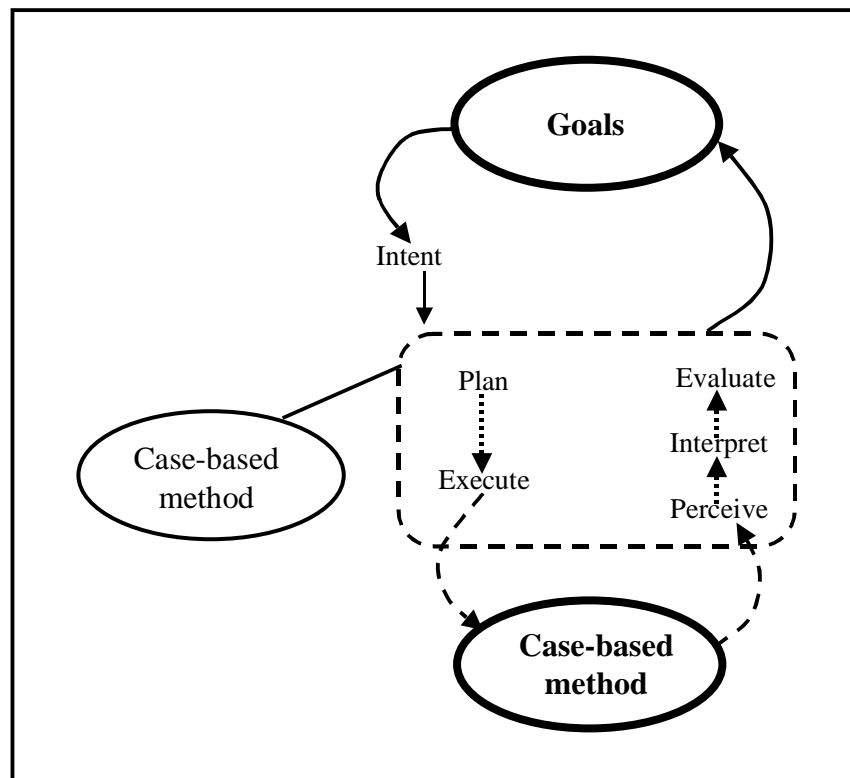 Goals
Intent
Plan
Execute
Evaluate
Interpret
Perceive
Case-based
method
Case-based
method